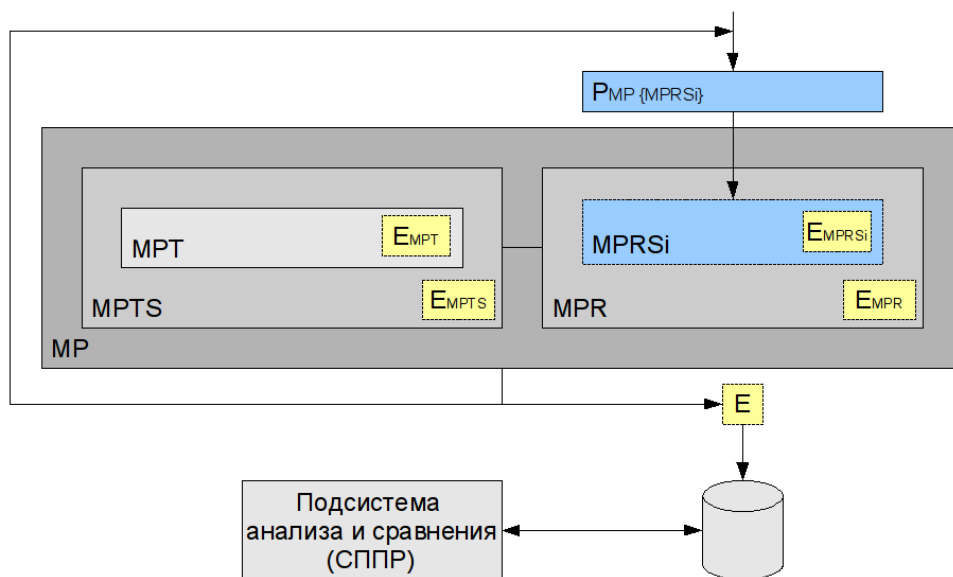 PMP {MPRSi}
MPT
EMPT
MPRSi
EMPRSi
MPTS
EMPTS
MPR
EMPR
MP
E
Подсистема
анализа и сравнения
(СППР)